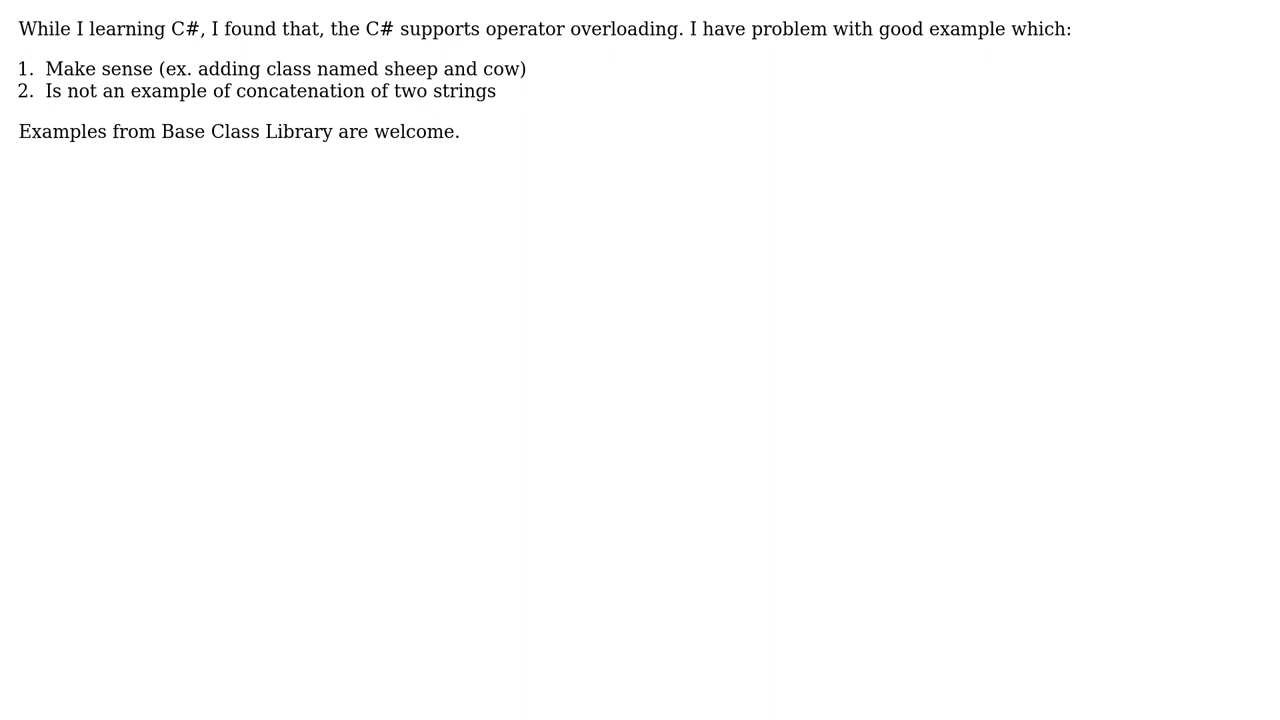 While I learning C#, I found that, the C# supports operator overloading. I have problem with good example which:
1. Make sense (ex. adding class named sheep and cow)
2. Is not an example of concatenation of two strings
Examples from Base Class Library are welcome.